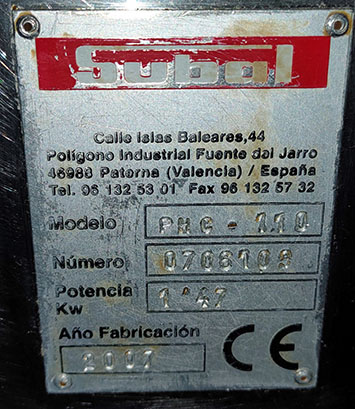 Subal
Calle Islas Baleares,44
Polígono Industrial Fuente del Jarro
46988 Paterna (Valencia) / España
Tel. 96 132 53 01 Fax 96 132 57 32
Modelo PHC - 110
Número 0706109
Potencia Kw 1'47
Año Fabricación
2007 CE